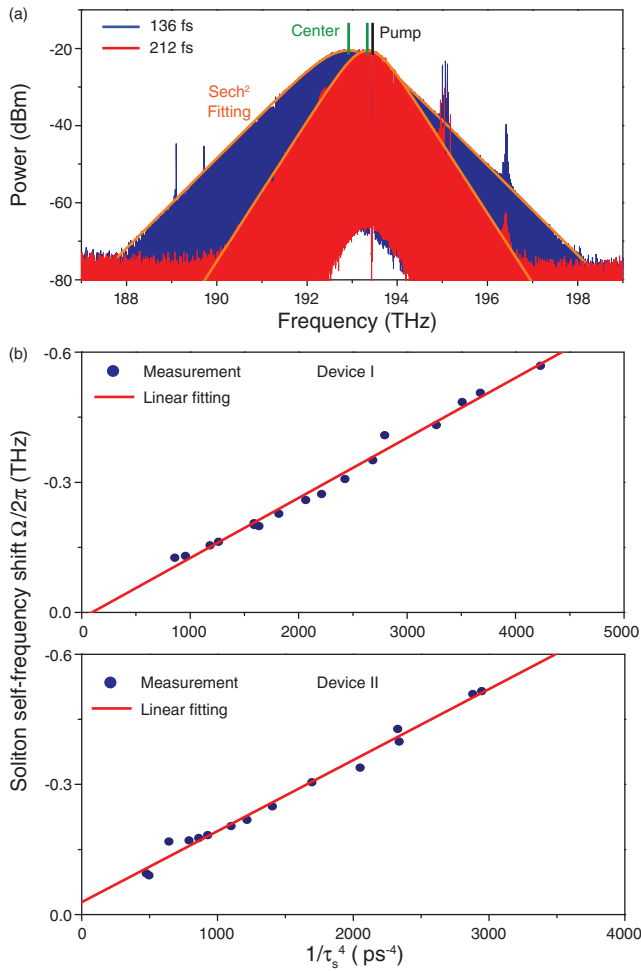 (a)
-20
-40
-60
-80
Power (dBm)
136 fs
212 fs
Center
Pump
Sech²
Fitting
188 190 192 194 196 198
Frequency (THz)
(b)
Soliton self-frequency shift Ω/2π (THz)
-0.6
-0.3
0.0
Measurement Device I
Linear fitting
0 1000 2000 3000 4000 5000
-0.6
-0.3
0.0
Measurement Device II
Linear fitting
0 1000 2000 3000 4000
1/τₛ⁴ ( ps⁻⁴)